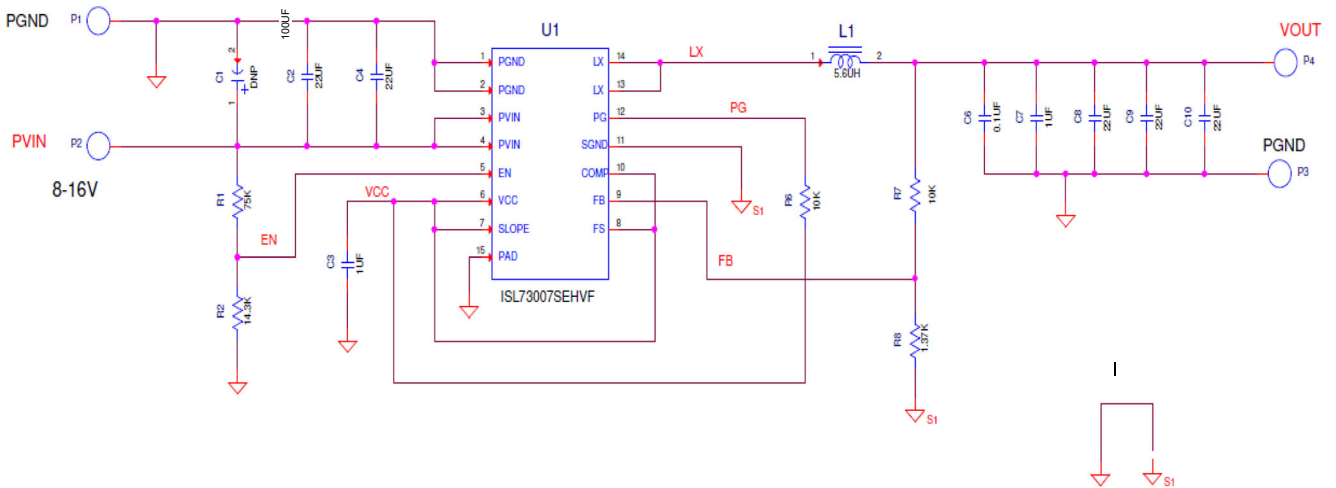 PGND P1
100UF
2
C1
DNP
+
1
C2
22UF
C4
22UF
PVIN P2
8-16V
R1
75K
EN
R2
14.3K
VCC
C3
1UF
U1
1 PGND
2 PGND
3 PVIN
4 PVIN
5 EN
6 VCC
7 SLOPE
15 PAD
LX 14
LX 13
PG 12
SGND 11
COMP 10
FB 9
FS 8
ISL73007SEHVF
LX
PG
S1
FB
R6
10K
L1
1 2
5.6UH
R7
10K
R8
1.37K
S1
C6
0.1UF
C7
1UF
C8
22UF
C9
22UF
C10
22UF
VOUT
P4
PGND
P3
I
S1